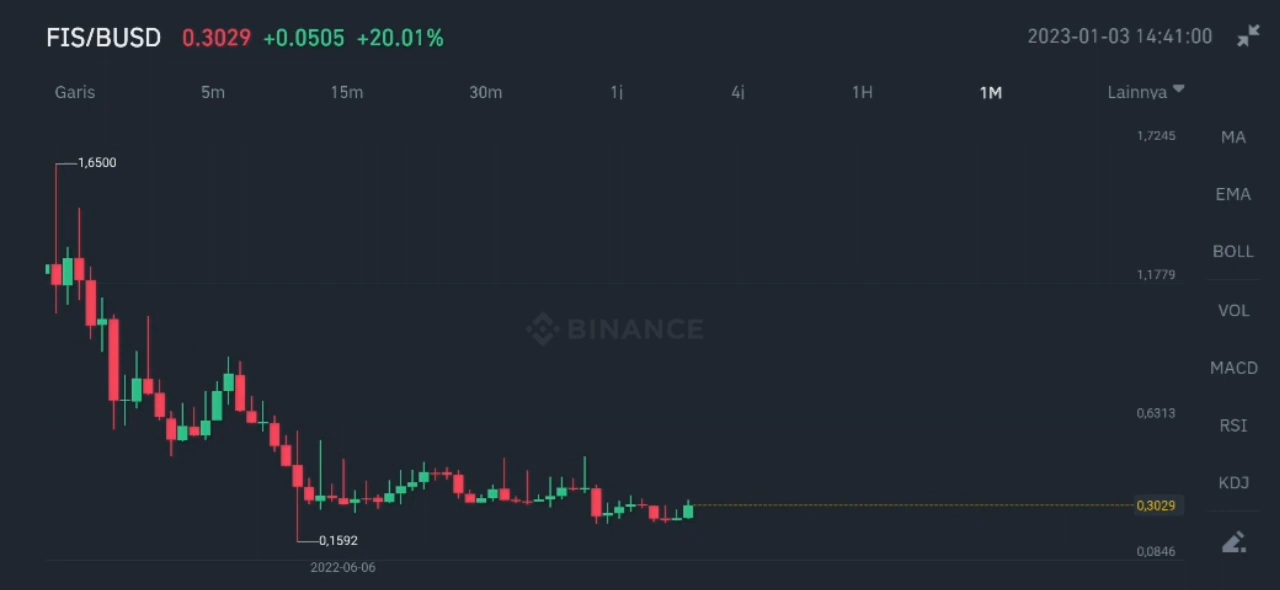 FIS/BUSD 0.3029 +0.0505 +20.01% 2023-01-03 14:41:00
Garis 5m 15m 30m 1j 4j 1H 1M Lainnya
1,7245
MA
1,6500
EMA
BOLL
1,1779
VOL
BINANCE
MACD
0,6313
RSI
KDJ
0,3029
0,1592
0,0846
2022-06-06